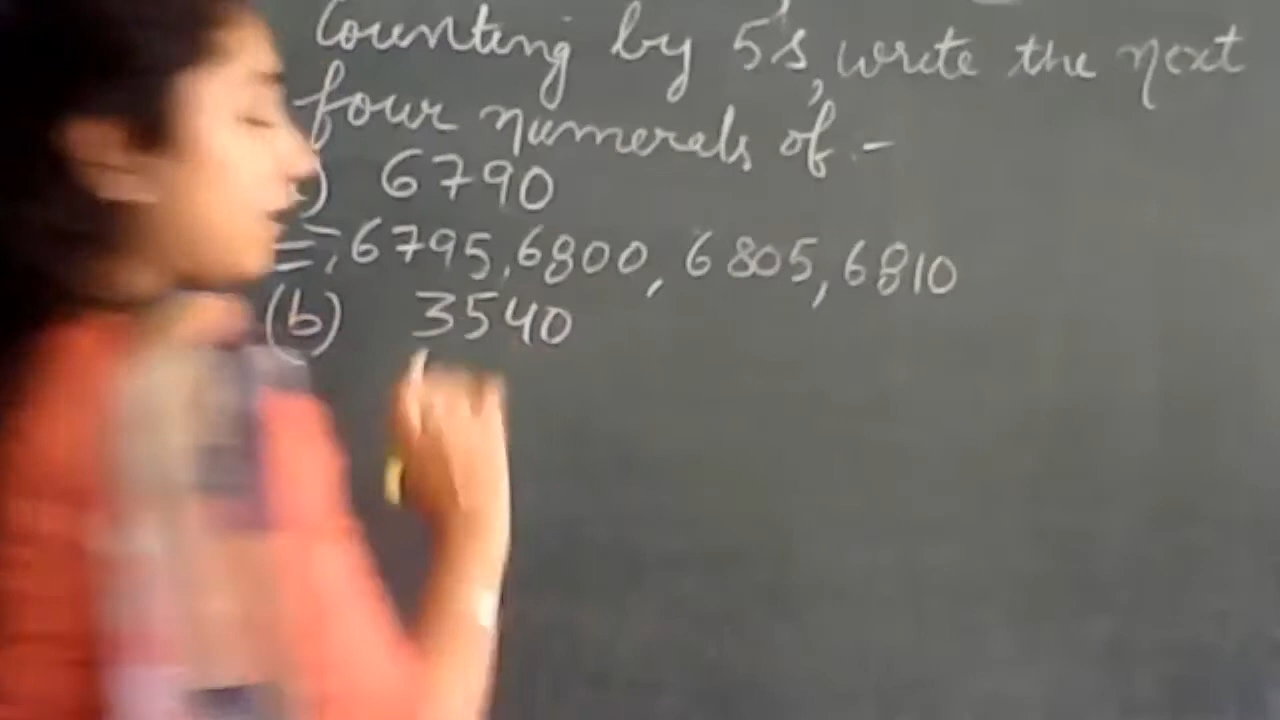 Counting by 5's, write the next
four numerals of :-
) 6790
=> 6795, 6800, 6805, 6810
(b) 3540